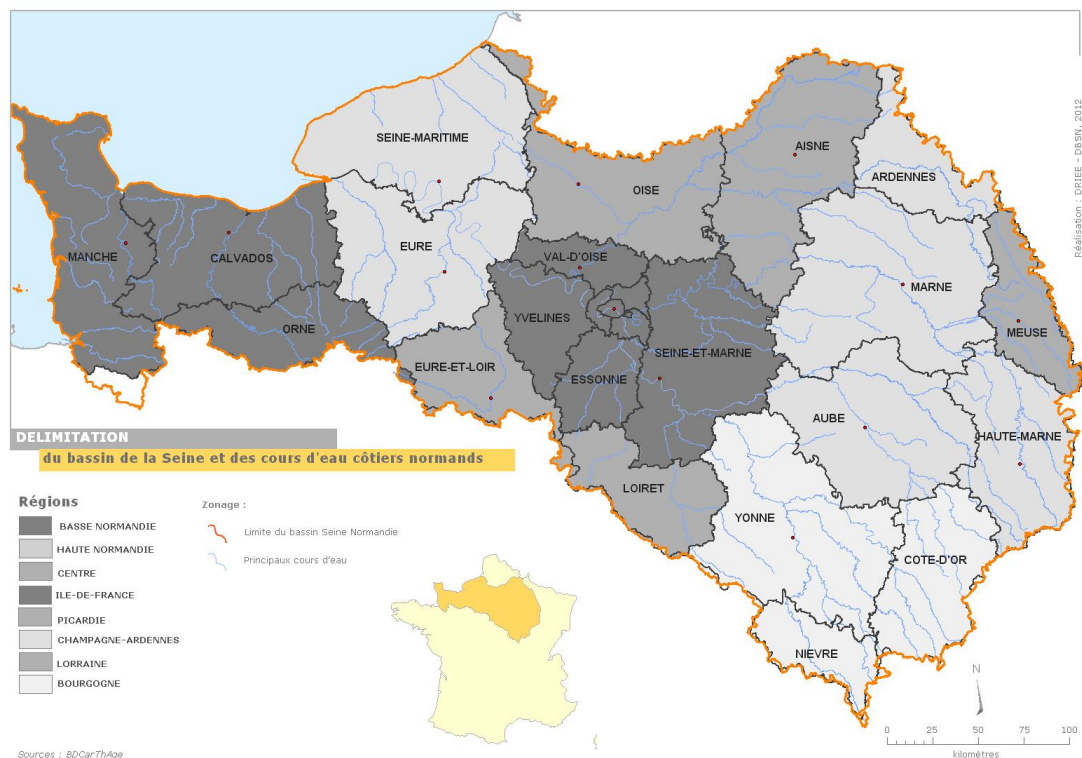 SEINE-MARITIME
AISNE
OISE
ARDENNES
EURE
MANCHE
CALVADOS
VAL-D'OISE
MARNE
YVELINES
ORNE
SEINE-ET-MARNE
MEUSE
EURE-ET-LOIR
ESSONNE
AUBE
HAUTE-MARNE
LOIRET
YONNE
COTE-D'OR
NIEVRE
Réalisation : DRIEE - DBSN, 2012
DELIMITATION
du bassin de la Seine et des cours d'eau côtiers normands
Régions
BASSE NORMANDIE
HAUTE NORMANDIE
CENTRE
ILE-DE-FRANCE
PICARDIE
CHAMPAGNE-ARDENNES
LORRAINE
BOURGOGNE
Zonage :
Limite du bassin Seine Normandie
Principaux cours d'eau
N
0 25 50 75 100
kilomètres
Sources : BDCarThAge